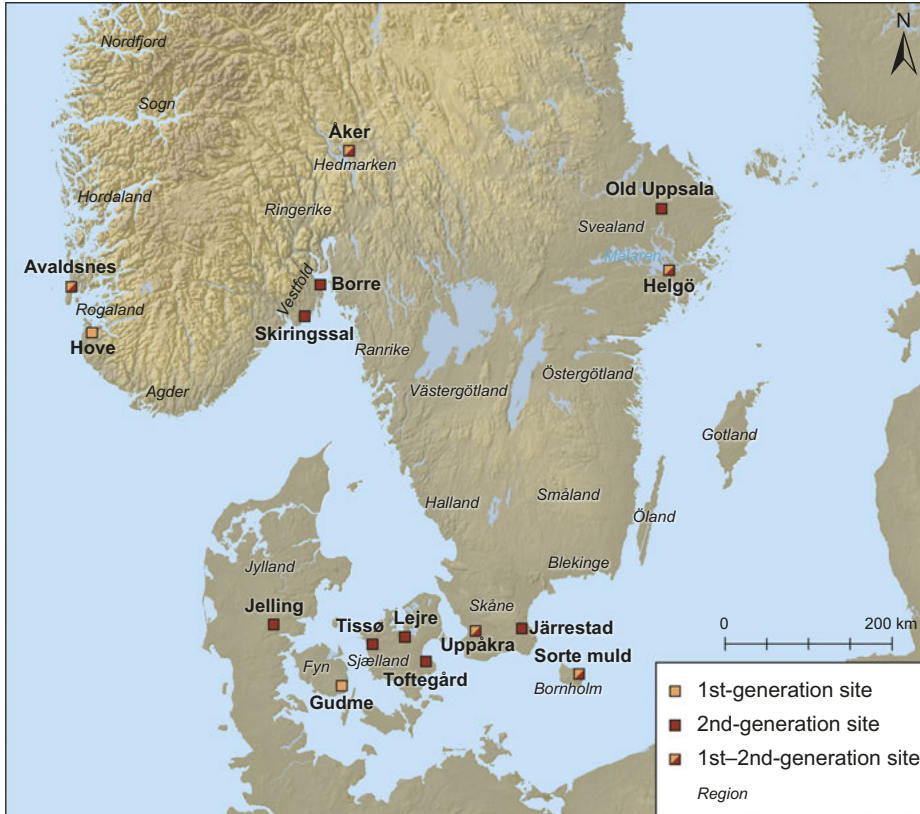 Nordfjord
N
Sogn
Åker
Hedmarken
Hordaland
Old Uppsala
Ringerike
Svealand
Mälaren
Avaldsnes
Helgö
Vestfold
Borre
Rogaland
Skiringssal
Hove
Ranrike
Östergötland
Agder
Västergötland
Gotland
Halland
Småland
Öland
Jylland
Blekinge
Jelling
Skåne
Lejre
Tissø
Järrestad
0
200 km
Uppåkra
Sjælland
Sorte muld
Fyn
Toftegård
Bornholm
Gudme
1st-generation site
2nd-generation site
1st–2nd-generation site
Region